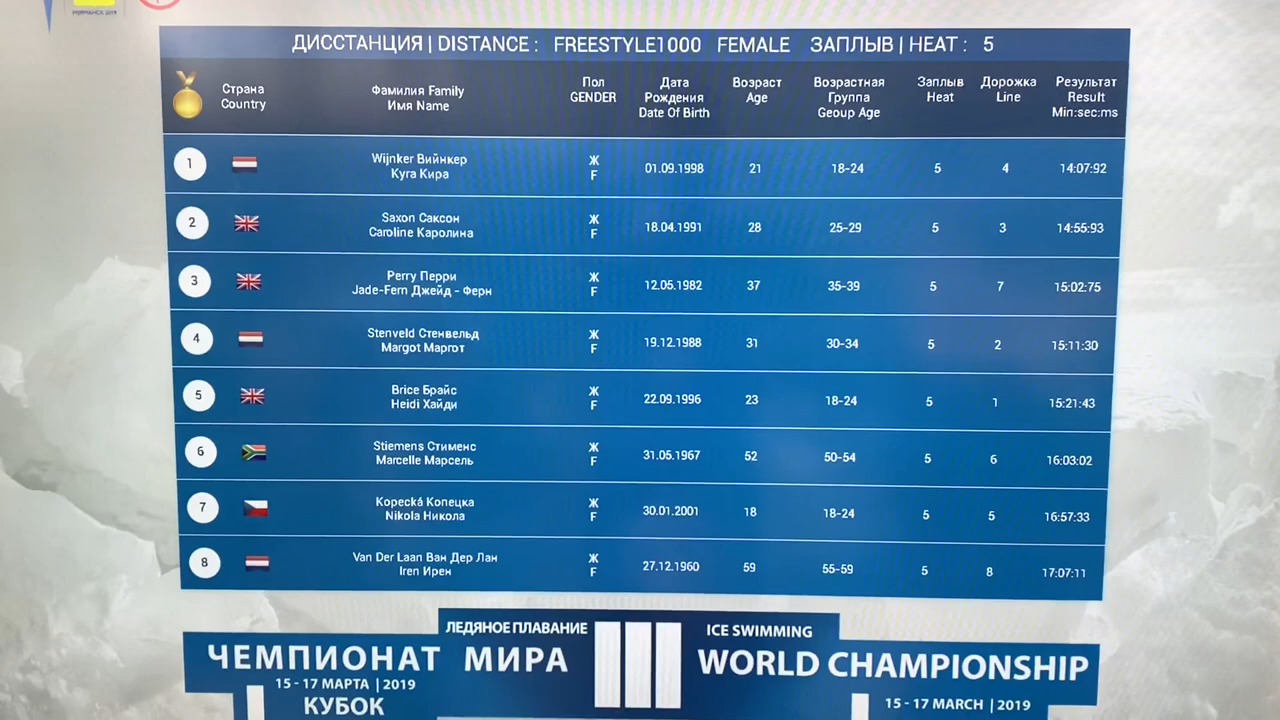 МУРМАНСК 2019
ДИССТАНЦИЯ | DISTANCE : FREESTYLE1000 FEMALE ЗАПЛЫВ | HEAT : 5
Страна Country
Фамилия Family Имя Name
Пол GENDER
Дата Рождения Date Of Birth
Возраст Age
Возрастная Группа Geoup Age
Заплыв Heat
Дорожка Line
Результат Result Min:sec:ms
1 Wijnker Вийнкер Kyra Кира Ж F 01.09.1998 21 18-24 5 4 14:07:92
2 Saxon Саксон Caroline Каролина Ж F 18.04.1991 28 25-29 5 3 14:55:93
3 Perry Перри Jade-Fern Джейд - Ферн Ж F 12.05.1982 37 35-39 5 7 15:02:75
4 Stenveld Стенвельд Margot Маргот Ж F 19.12.1988 31 30-34 5 2 15:11:30
5 Brice Брайс Heidi Хайди Ж F 22.09.1996 23 18-24 5 1 15:21:43
6 Stiemens Стименс Marcelle Марсель Ж F 31.05.1967 52 50-54 5 6 16:03:02
7 Kopecká Копецка Nikola Никола Ж F 30.01.2001 18 18-24 5 5 16:57:33
8 Van Der Laan Ван Дер Лан Iren Ирен Ж F 27.12.1960 59 55-59 5 8 17:07:11
ЛЕДЯНОЕ ПЛАВАНИЕ
ICE SWIMMING
ЧЕМПИОНАТ МИРА III WORLD CHAMPIONSHIP
15 - 17 МАРТА | 2019
15 - 17 MARCH | 2019
КУБОК